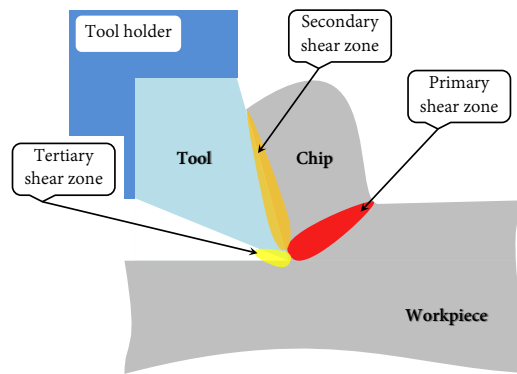 Tool holder
Secondary
shear zone
Primary
shear zone
Tertiary
shear zone
Tool
Chip
Workpiece